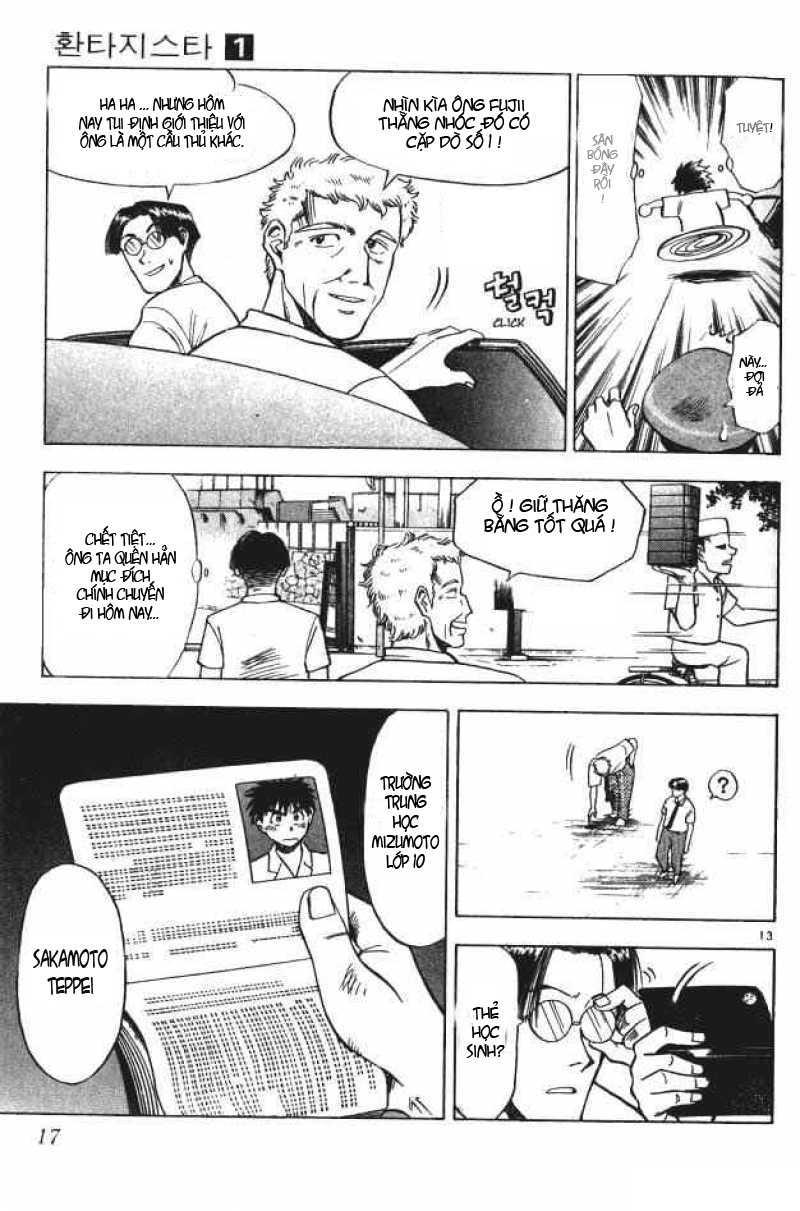 환타지스타 1
TUYỆT!
SÂN
BÓNG
ĐÂY
RỒI
!
NÀY...
ĐỢI
ĐÃ
NHÌN KÌA ÔNG FUJII
THẰNG NHÓC ĐÓ CÓ
CẶP DÒ SỐ 1 !
HA HA ... NHƯNG HÔM
NAY TUI ĐỊNH GIỚI THIỆU VỚI
ÔNG LÀ MỘT CẦU THỦ KHÁC.
철컥
CLICK
Ồ ! GIỮ THĂNG
BẰNG TỐT QUÁ !
CHẾT TIỆT...
ÔNG TA QUÊN HẲN
MỤC ĐÍCH
CHÍNH CHUYẾN
ĐI HÔM NAY...
?
13
THẺ
HỌC
SINH?
TRƯỜNG
TRUNG
HỌC
MIZUMOTO
LỚP 10
SAKAMOTO
TEPPEI
17